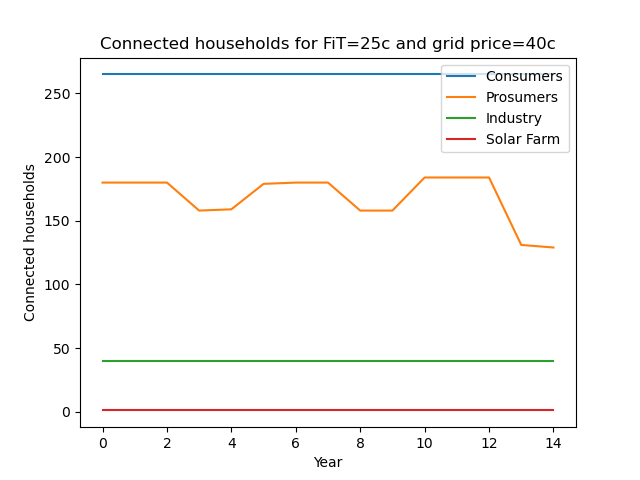 Connected households for FiT=25c and grid price=40c
Consumers
Prosumers
Industry
Solar Farm
250
200
150
100
50
0
Connected households
0 2 4 6 8 10 12 14
Year